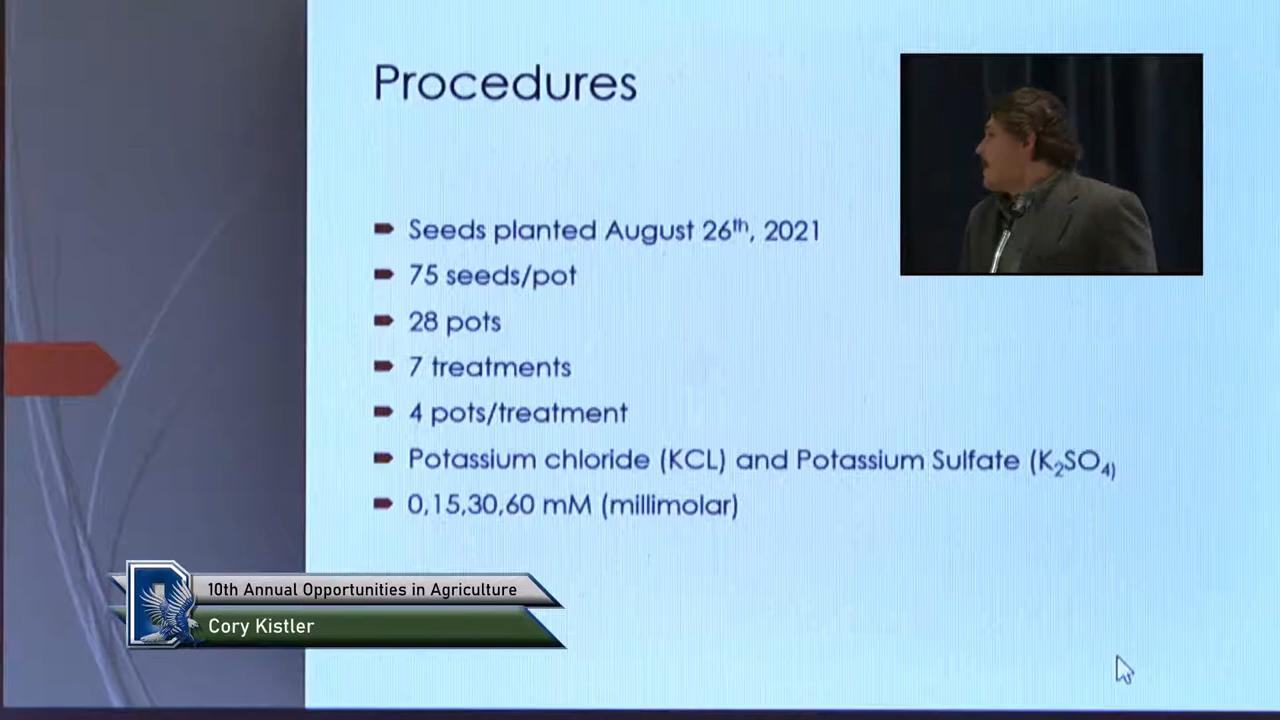 Procedures
Seeds planted August 26th, 2021
75 seeds/pot
28 pots
7 treatments
4 pots/treatment
Potassium chloride (KCL) and Potassium Sulfate (K₂SO₄)
0,15,30,60 mM (millimolar)
10th Annual Opportunities in Agriculture
Cory Kistler